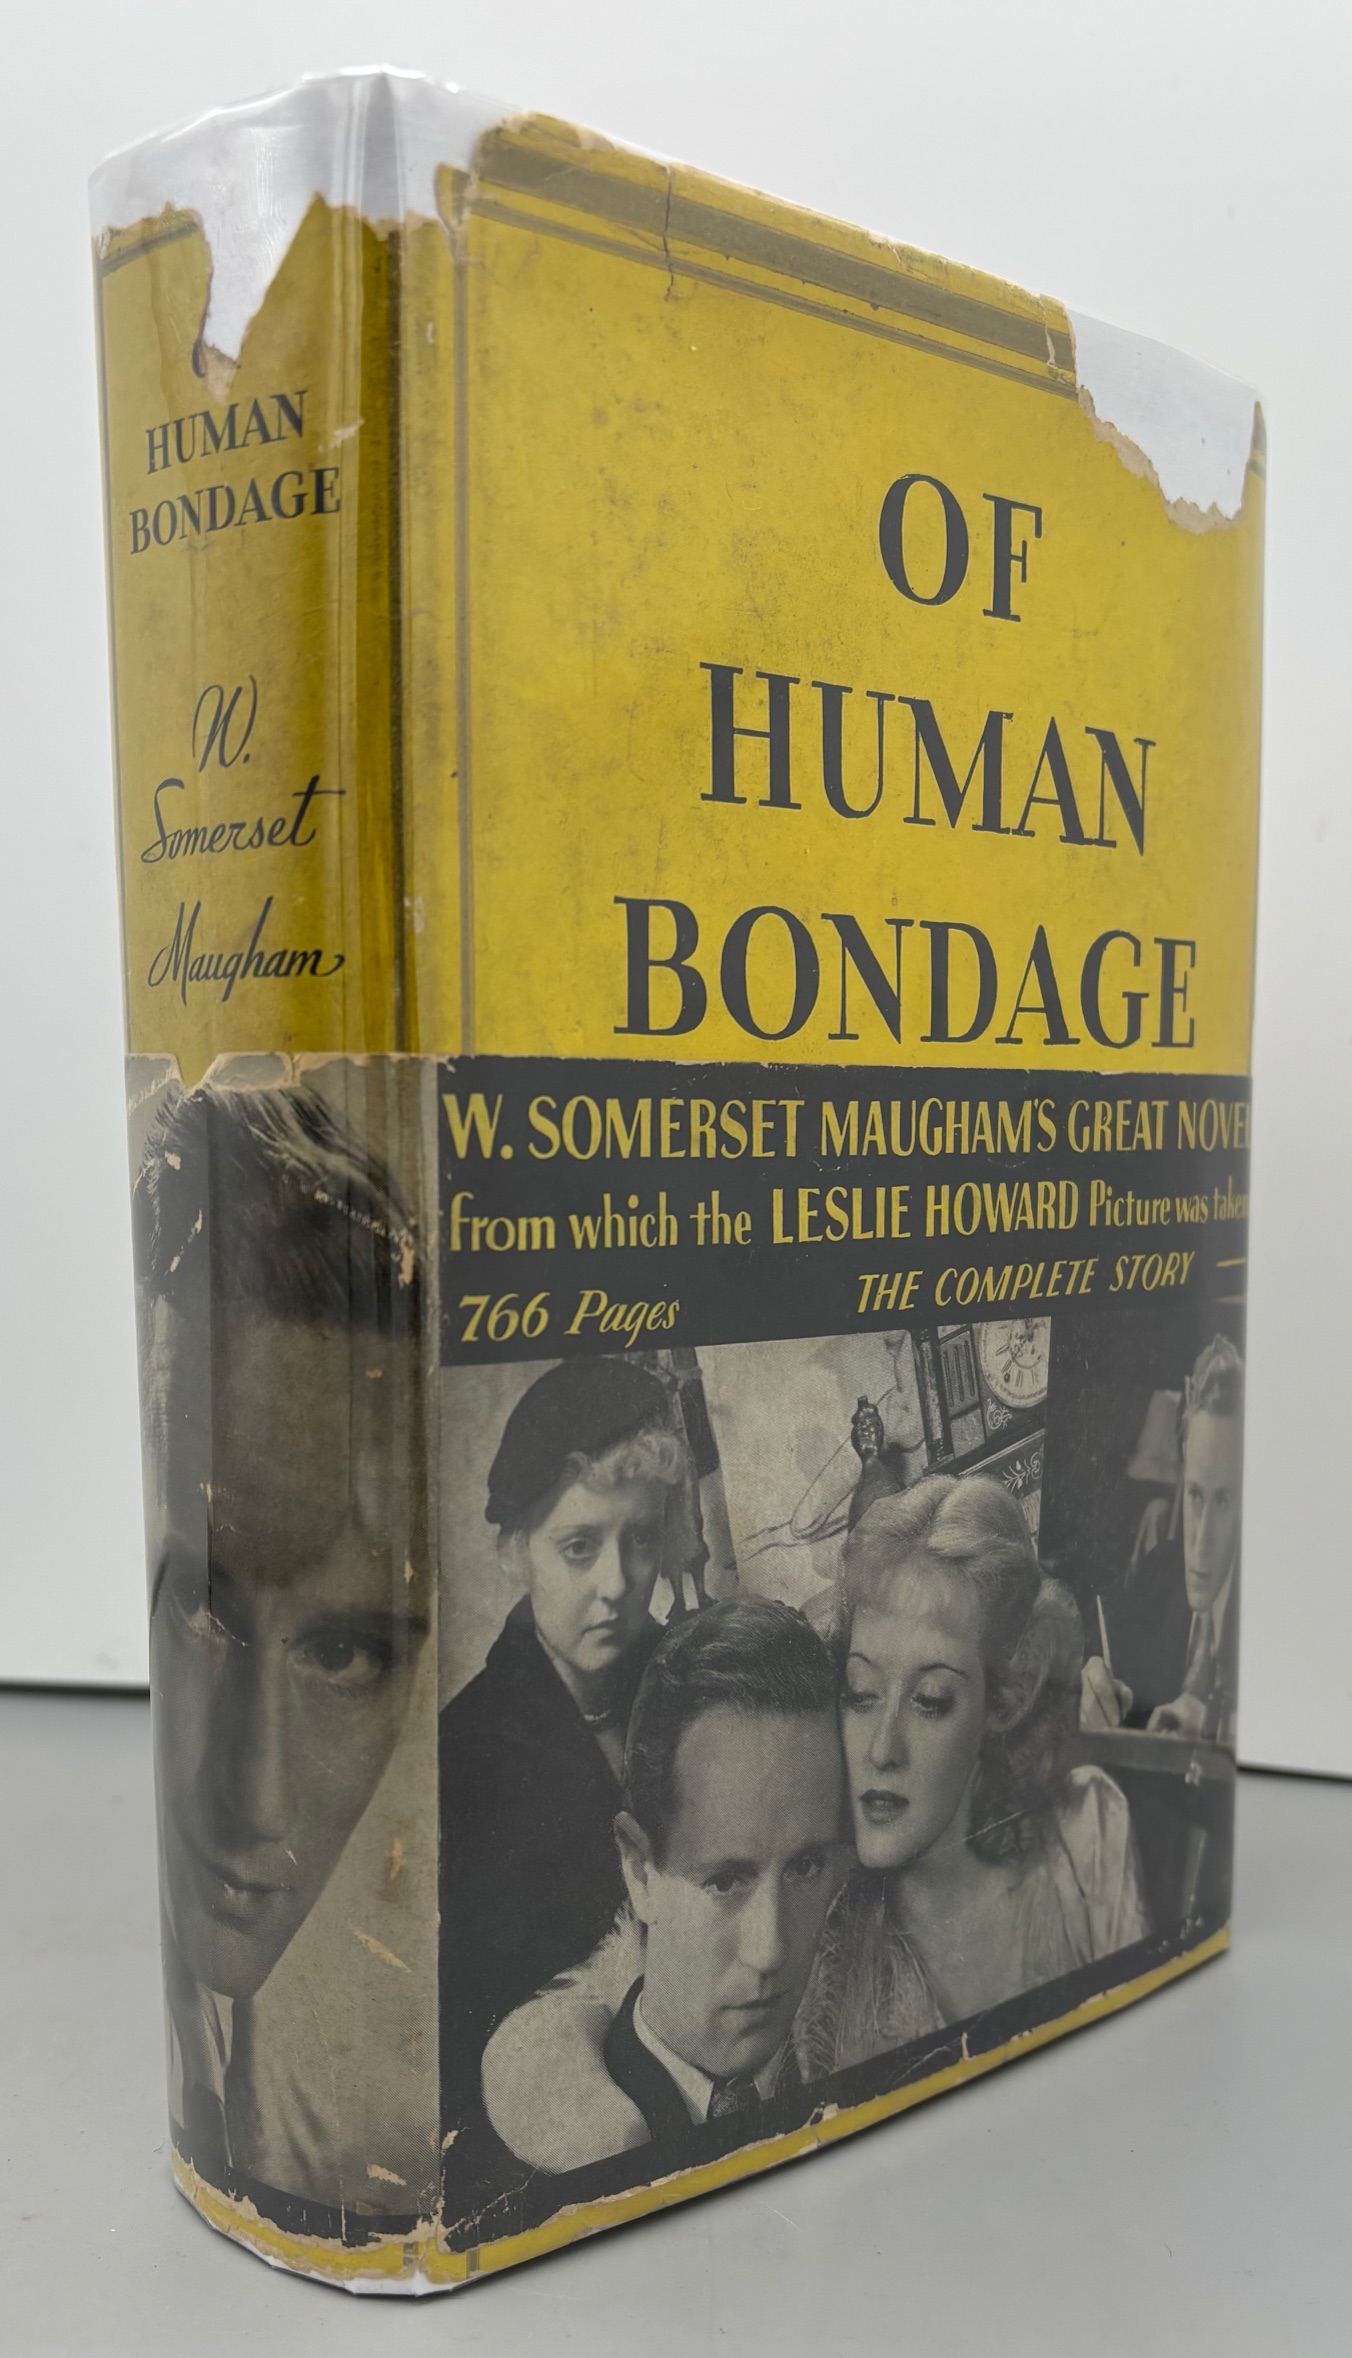 HUMAN
BONDAGE
W.
Somerset
Maugham
OF
HUMAN
BONDAGE
W. SOMERSET MAUGHAM'S GREAT NOVEL
from which the LESLIE HOWARD Picture was taken
766 Pages
THE COMPLETE STORY —